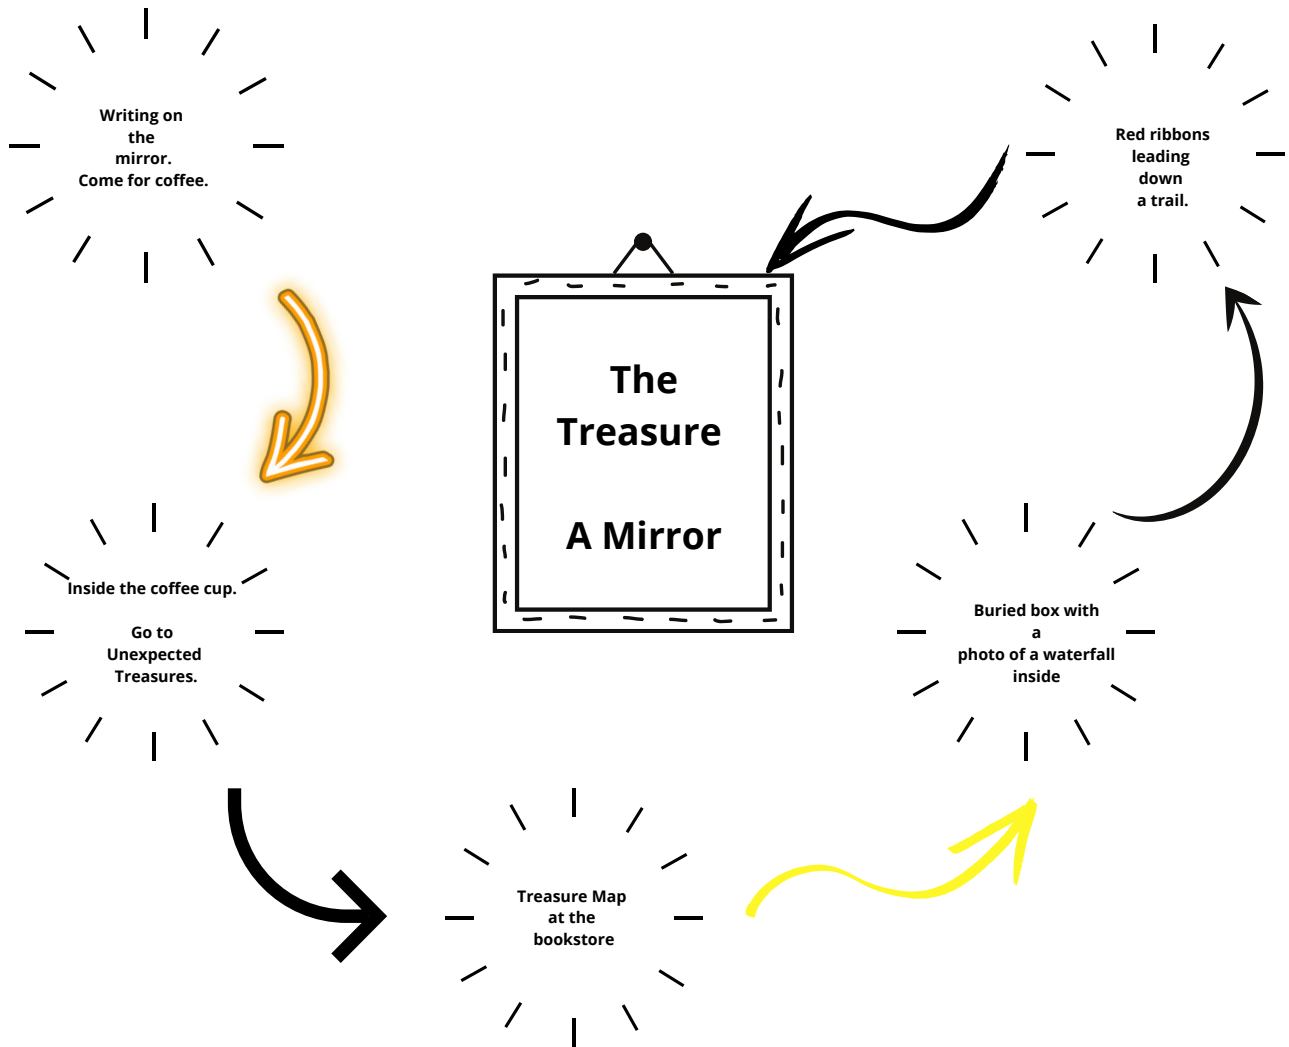 Writing on
the
mirror.
Come for coffee.
Inside the coffee cup.
Go to
Unexpected
Treasures.
Treasure Map
at the
bookstore
Buried box with
a
photo of a waterfall
inside
Red ribbons
leading
down
a trail.
The
Treasure
A Mirror